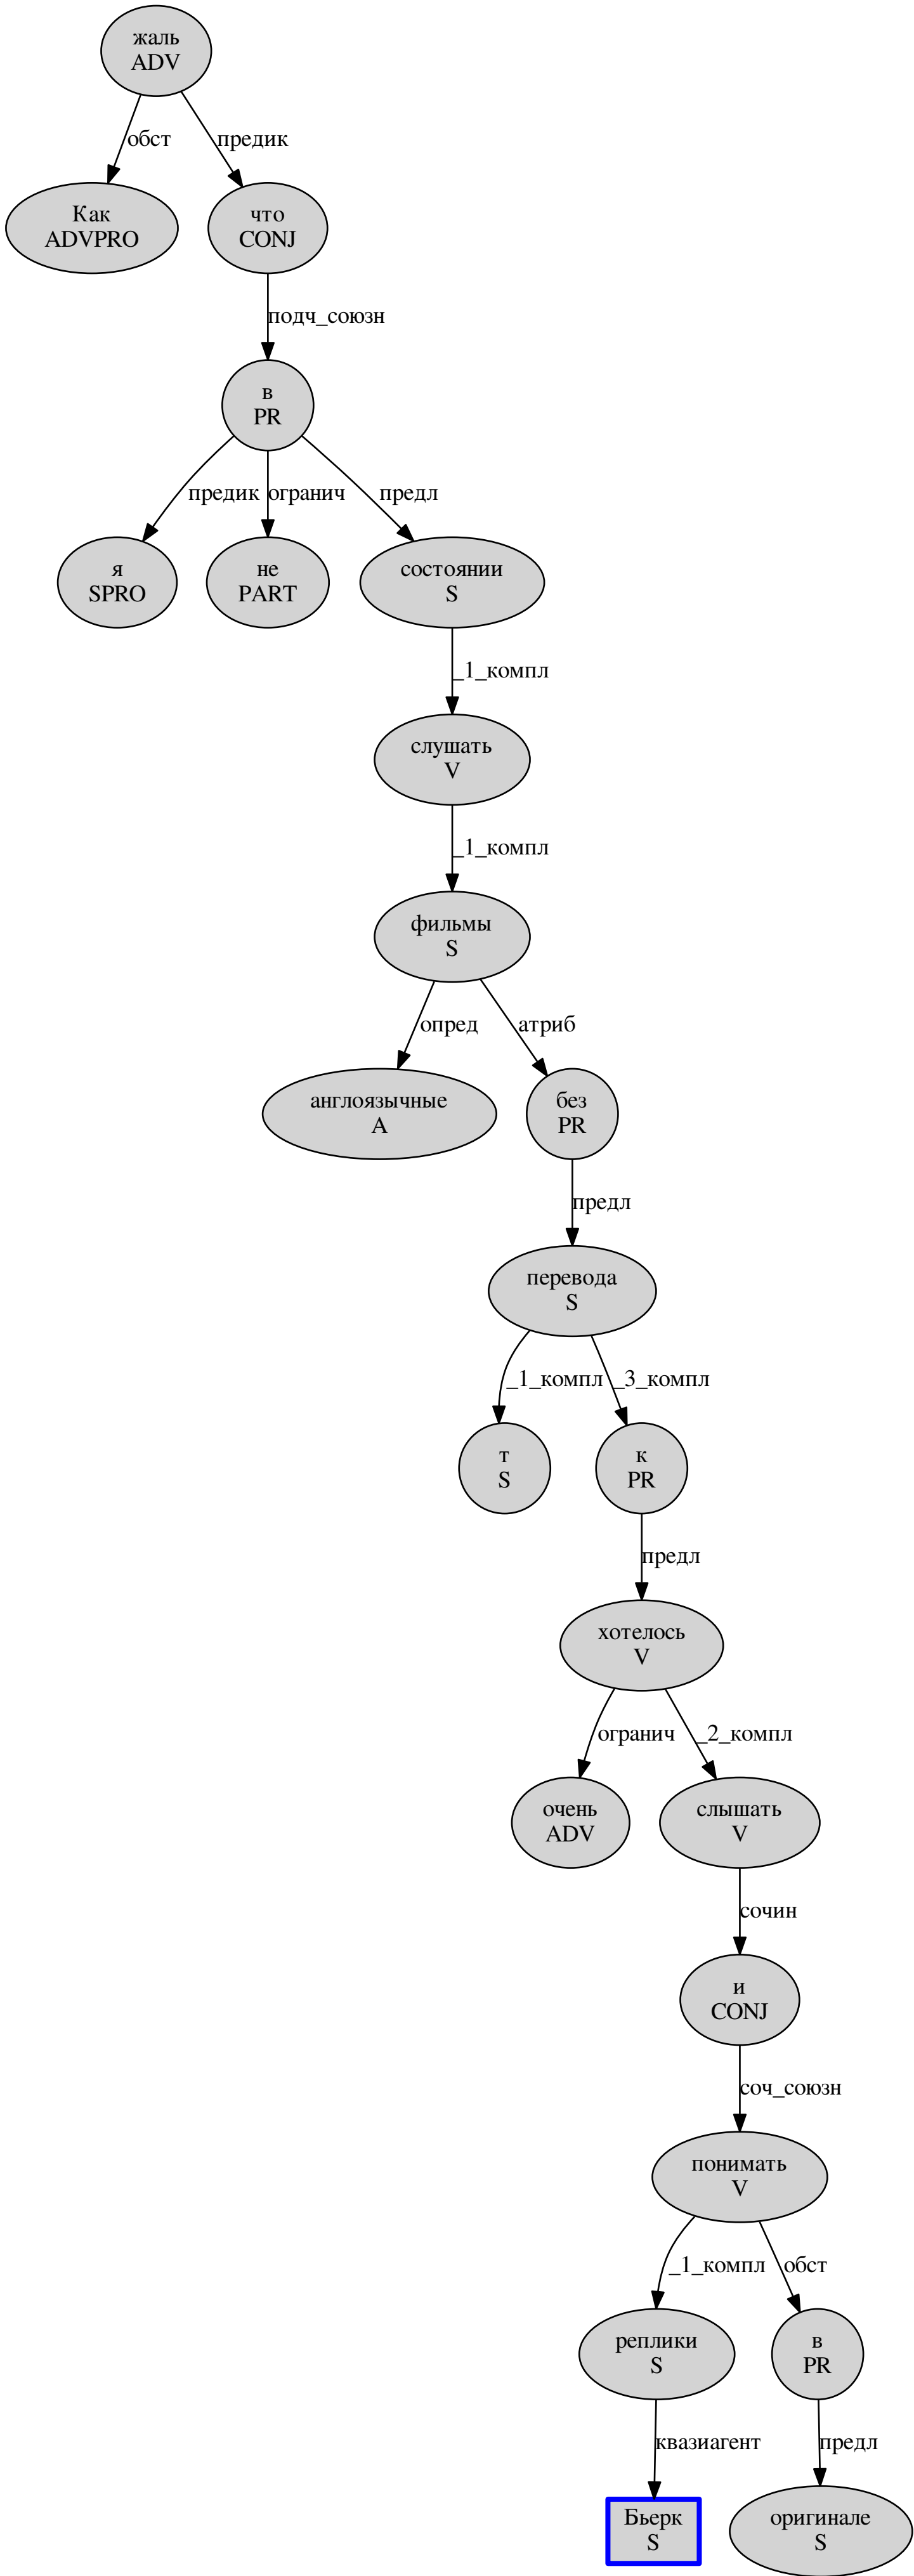 жаль
ADV
обст
предик
Как
ADVPRO
что
CONJ
подч_союзн
в
PR
предик
огранич
предл
я
SPRO
не
PART
состоянии
S
_1_компл
слушать
V
_1_компл
фильмы
S
опред
атриб
англоязычные
A
без
PR
предл
перевода
S
_1_компл
_3_компл
т
S
к
PR
предл
хотелось
V
огранич
_2_компл
очень
ADV
слышать
V
сочин
и
CONJ
соч_союзн
понимать
V
_1_компл
обст
реплики
S
в
PR
квазиагент
предл
Бьерк
S
оригинале
S